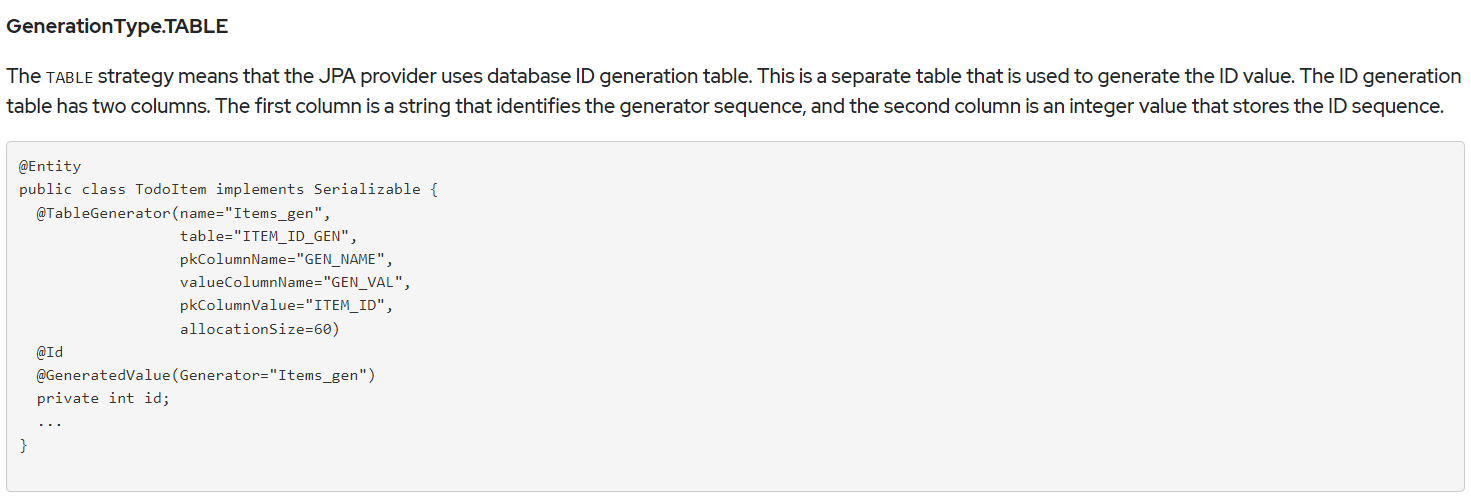 GenerationType.TABLE
The TABLE strategy means that the JPA provider uses database ID generation table. This is a separate table that is used to generate the ID value. The ID generation
table has two columns. The first column is a string that identifies the generator sequence, and the second column is an integer value that stores the ID sequence.
@Entity
public class TodoItem implements Serializable {
  @TableGenerator(name="Items_gen",
                  table="ITEM_ID_GEN",
                  pkColumnName="GEN_NAME",
                  valueColumnName="GEN_VAL",
                  pkColumnValue="ITEM_ID",
                  allocationSize=60)
  @Id
  @GeneratedValue(Generator="Items_gen")
  private int id;
  ...
}